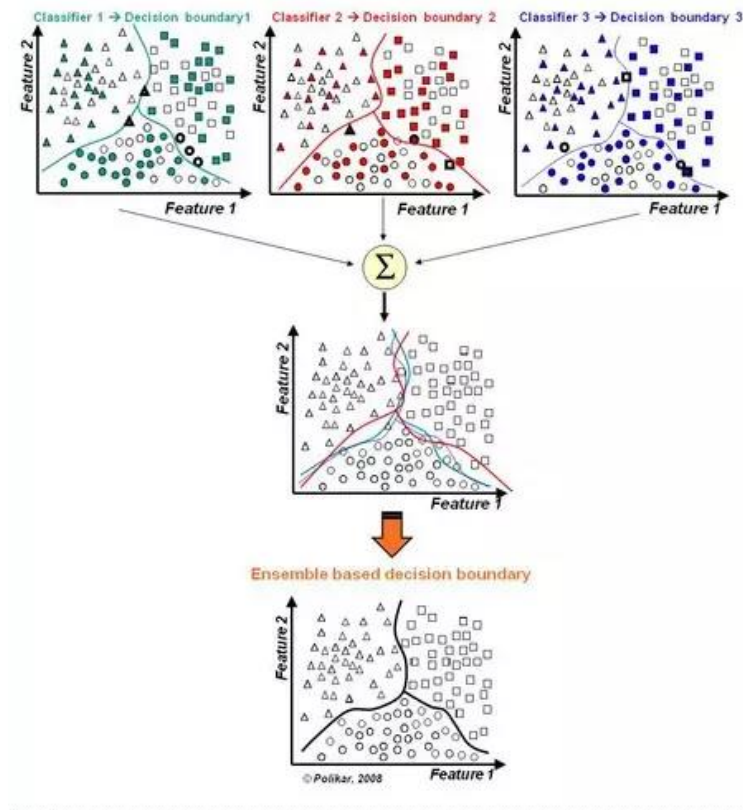 Classifier 1 → Decision boundary1
Classifier 2 → Decision boundary 2
Classifier 3 → Decision boundary 3
Feature 2
Feature 1
Feature 2
Feature 1
Feature 2
Feature 1
Σ
Feature 2
Feature 1
Ensemble based decision boundary
Feature 2
Feature 1
© Polikar, 2008